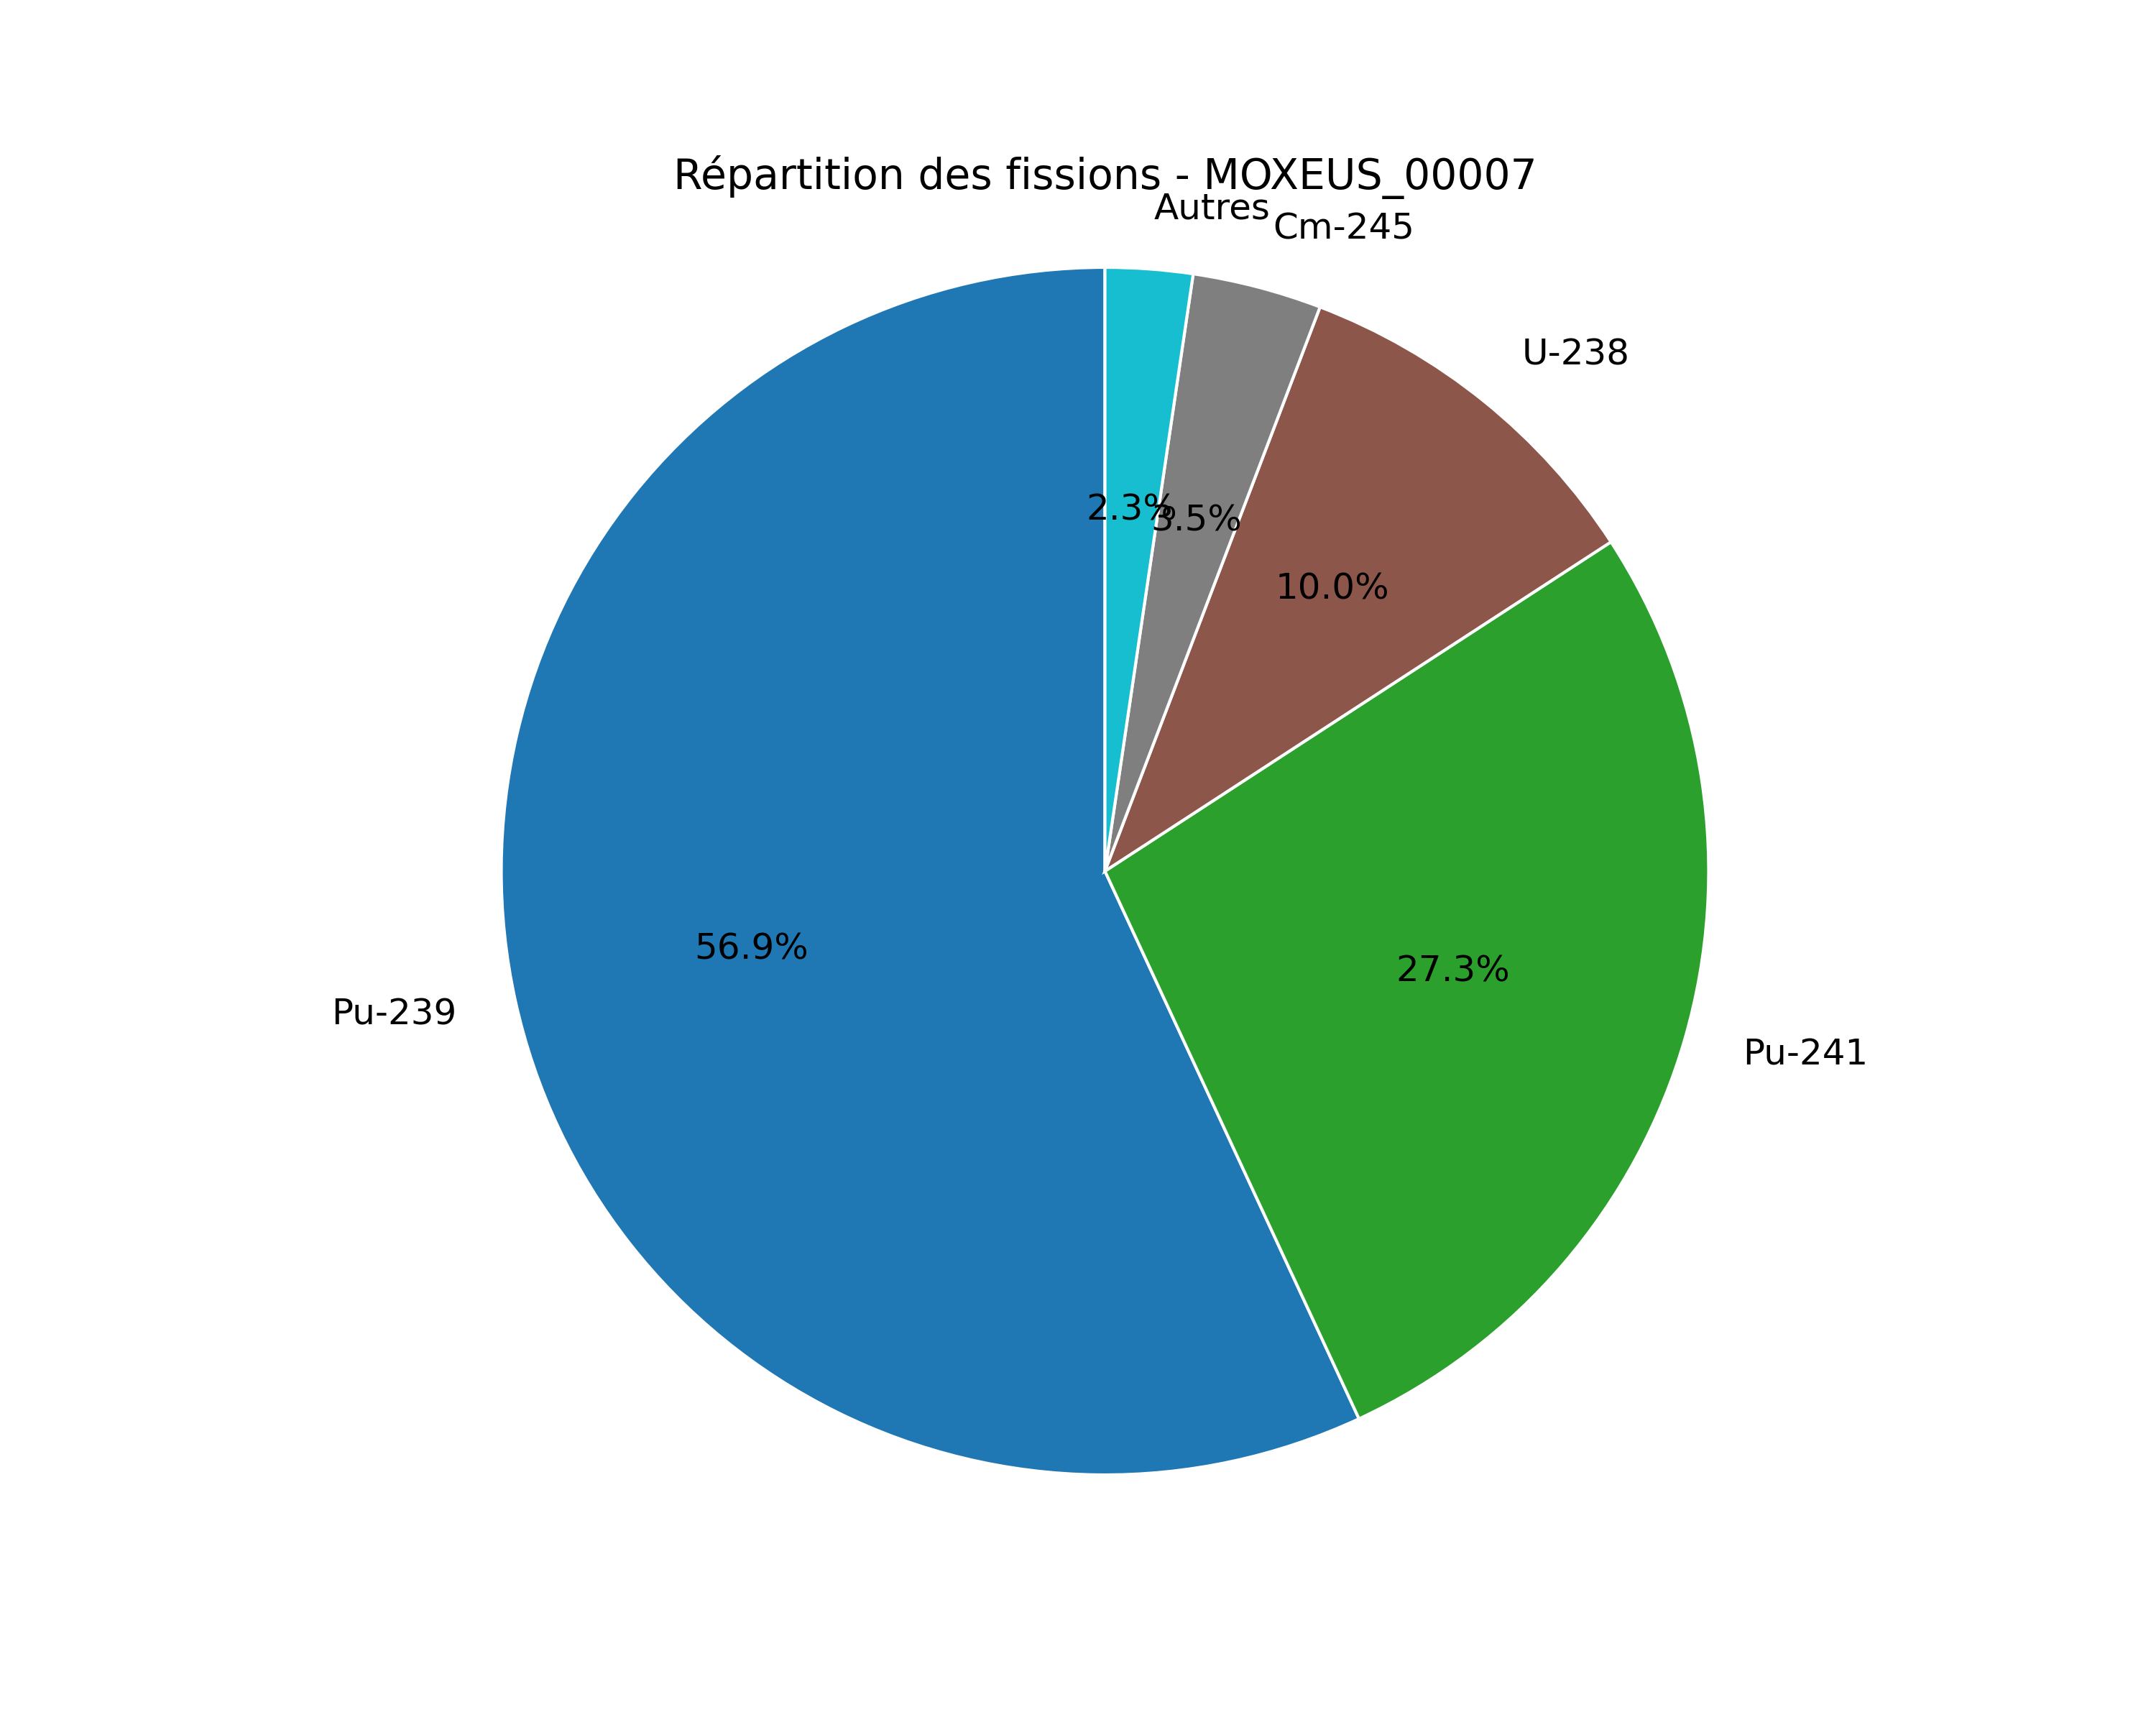 Répartition des fissions - MOXEUS_00007
Autres
Cm-245
U-238
2.3%
3.5%
10.0%
56.9%
27.3%
Pu-239
Pu-241